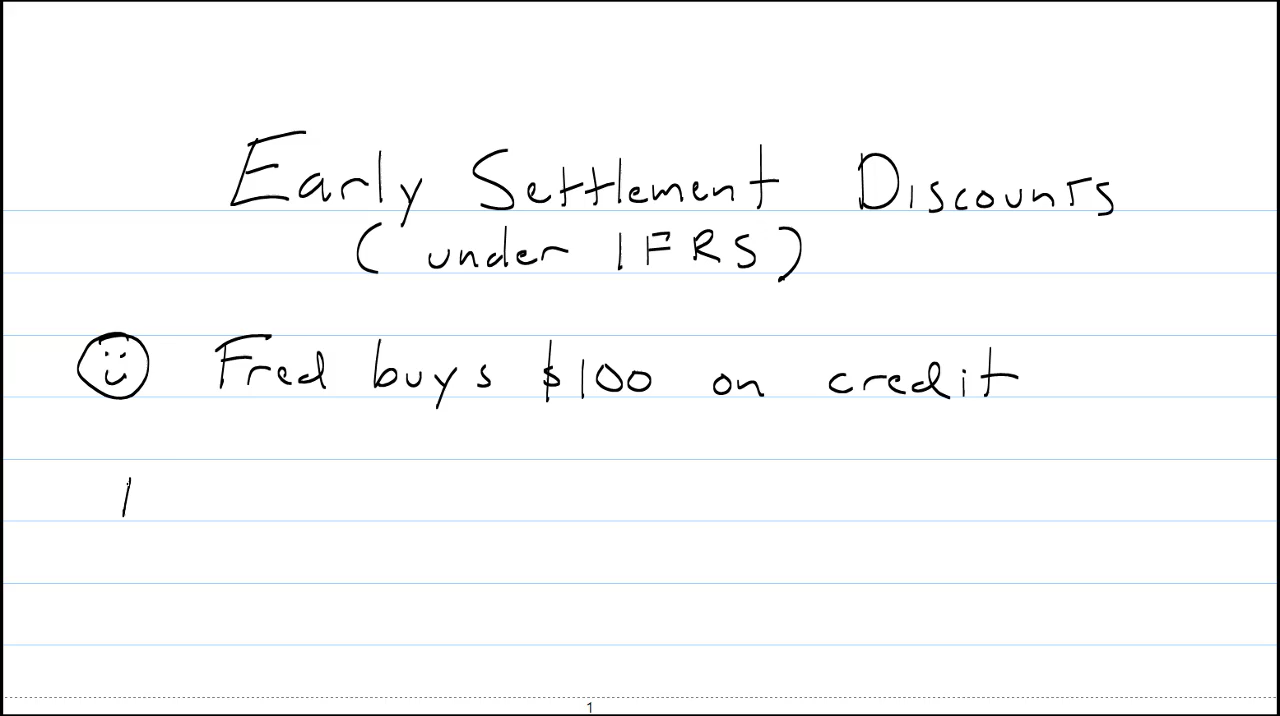 Early Settlement Discounts
(under IFRS)
Fred buys $100 on credit
1